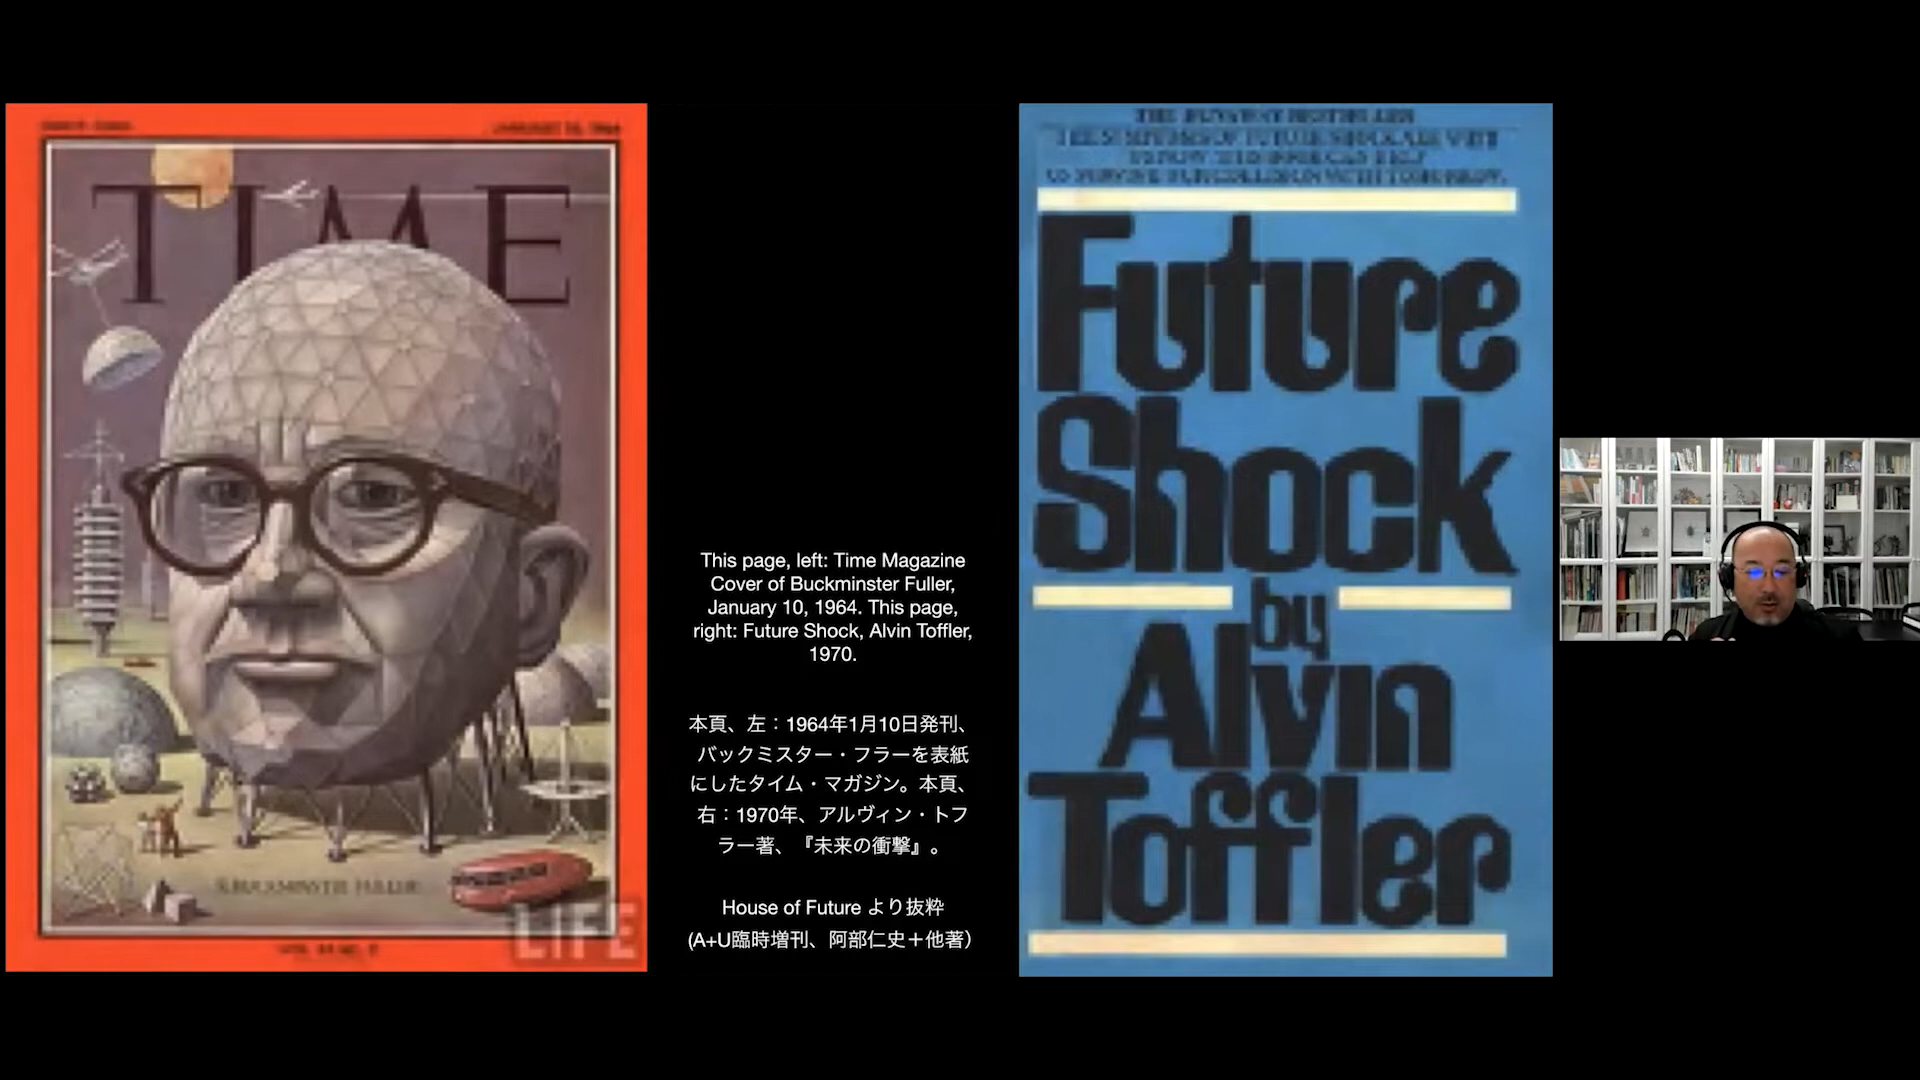 TIME
BUCKMINSTER FULLER
LIFE
This page, left: Time Magazine
Cover of Buckminster Fuller,
January 10, 1964. This page,
right: Future Shock, Alvin Toffler,
1970.
本頁、左：1964年1月10日発刊、
バックミスター・フラーを表紙
にしたタイム・マガジン。本頁、
右：1970年、アルヴィン・トフ
ラー著、『未来の衝撃』。
House of Future より抜粋
(A+U臨時増刊、阿部仁史＋他著）
Future
Shock
by
Alvin
Toffler